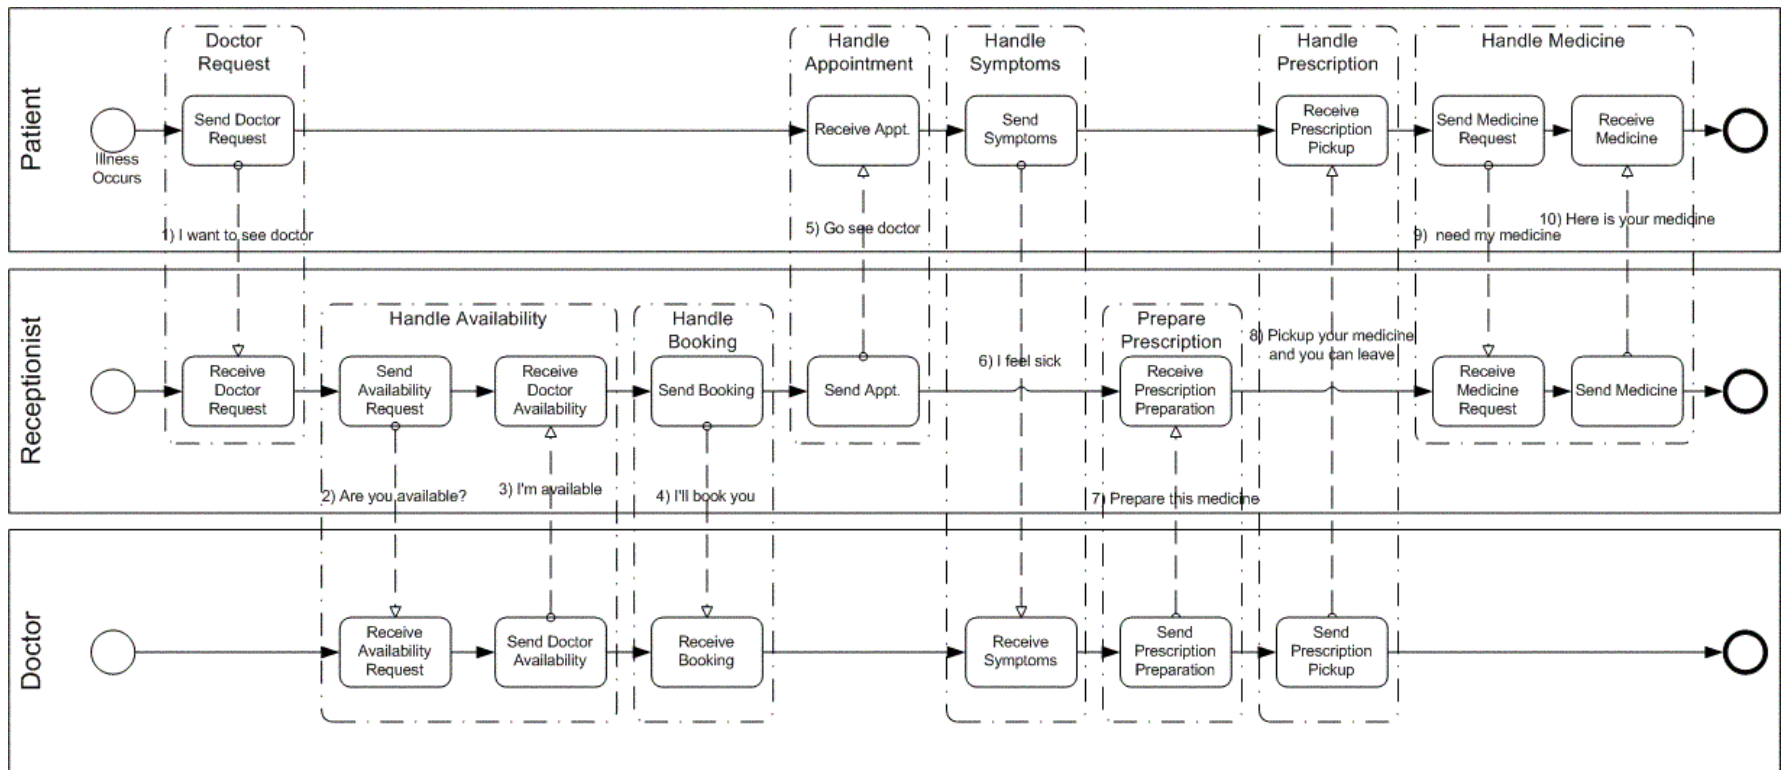 Patient
Doctor
Request
Handle
Appointment
Handle
Symptoms
Handle
Prescription
Handle Medicine
Illness
Occurs
Send Doctor
Request
Receive Appt.
Send
Symptoms
Receive
Prescription
Pickup
Send Medicine
Request
Receive
Medicine
1) I want to see doctor
5) Go see doctor
9) need my medicine
10) Here is your medicine
Receptionist
Handle Availability
Handle
Booking
Prepare
Prescription
Receive
Doctor
Request
Send
Availability
Request
Receive
Doctor
Availability
Send Booking
Send Appt.
6) I feel sick
Receive
Prescription
Preparation
8) Pickup your medicine
and you can leave
Receive
Medicine
Request
Send Medicine
2) Are you available?
3) I'm available
4) I'll book you
7) Prepare this medicine
Doctor
Receive
Availability
Request
Send Doctor
Availability
Receive
Booking
Receive
Symptoms
Send
Prescription
Preparation
Send
Prescription
Pickup